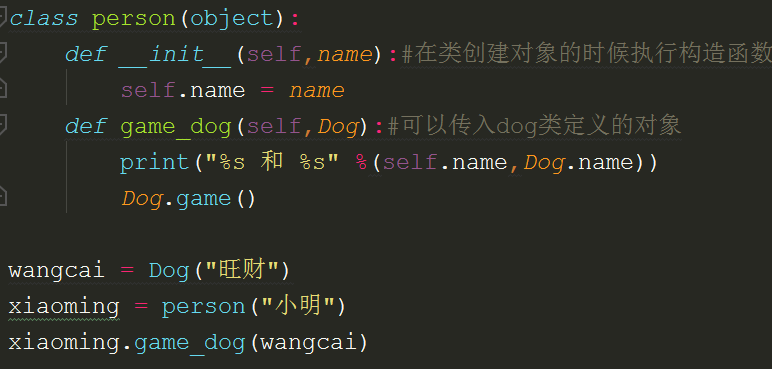 class person(object):
    def __init__(self,name):#在类创建对象的时候执行构造函数
        self.name = name
    def game_dog(self,Dog):#可以传入dog类定义的对象
        print("%s 和 %s" %(self.name,Dog.name))
        Dog.game()
wangcai = Dog("旺财")
xiaoming = person("小明")
xiaoming.game_dog(wangcai)